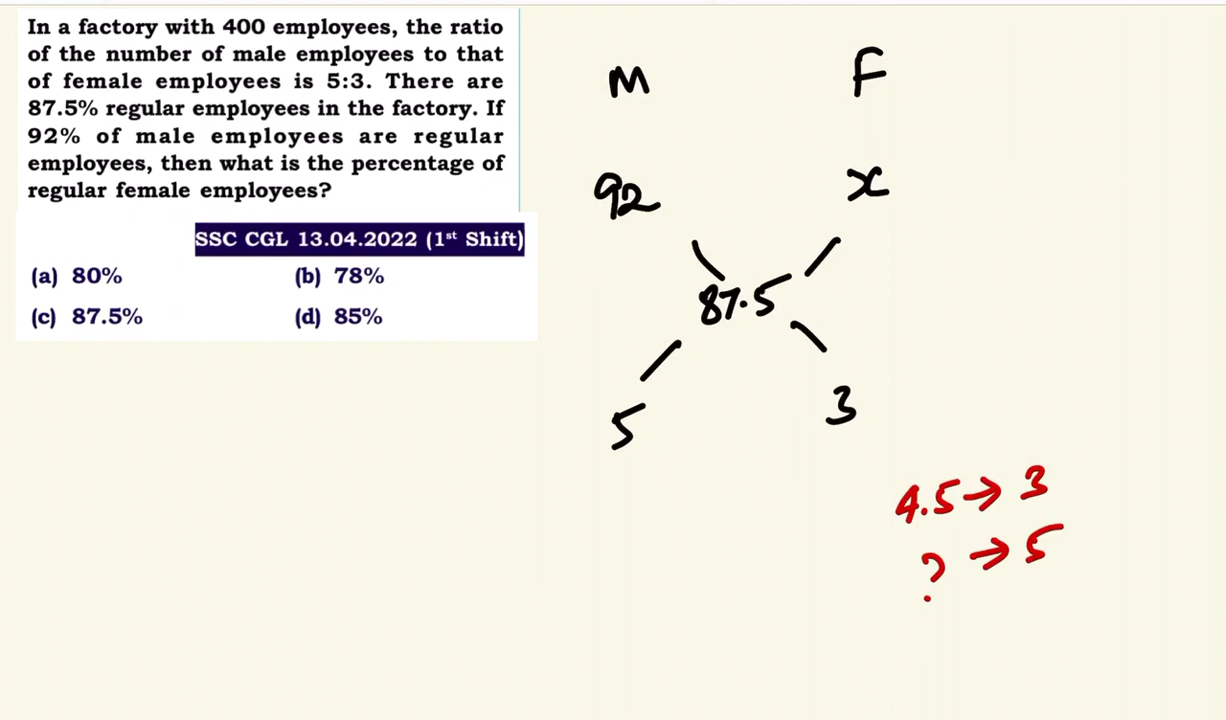 In a factory with 400 employees, the ratio
of the number of male employees to that
of female employees is 5:3. There are
87.5% regular employees in the factory. If
92% of male employees are regular
employees, then what is the percentage of
regular female employees?
SSC CGL 13.04.2022 (1st Shift)
(a) 80% (b) 78%
(c) 87.5% (d) 85%
M F
92 x
87.5
5 3
4.5→3
?→5